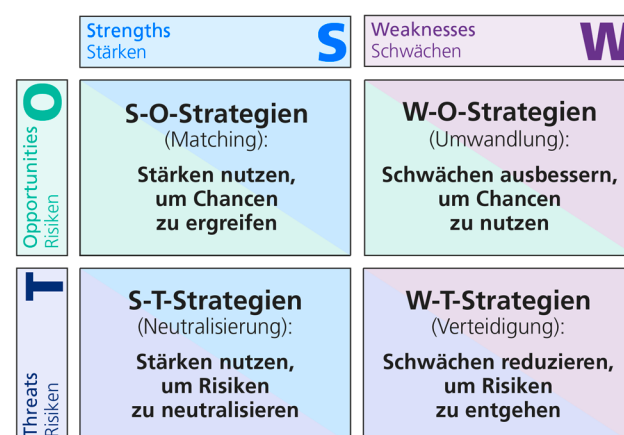 Strengths
Stärken
S
Weaknesses
Schwächen
W
Opportunities
Risiken
O
S-O-Strategien
(Matching):
Stärken nutzen,
um Chancen
zu ergreifen
W-O-Strategien
(Umwandlung):
Schwächen ausbessern,
um Chancen
zu nutzen
Threats
Risiken
T
S-T-Strategien
(Neutralisierung):
Stärken nutzen,
um Risiken
zu neutralisieren
W-T-Strategien
(Verteidigung):
Schwächen reduzieren,
um Risiken
zu entgehen